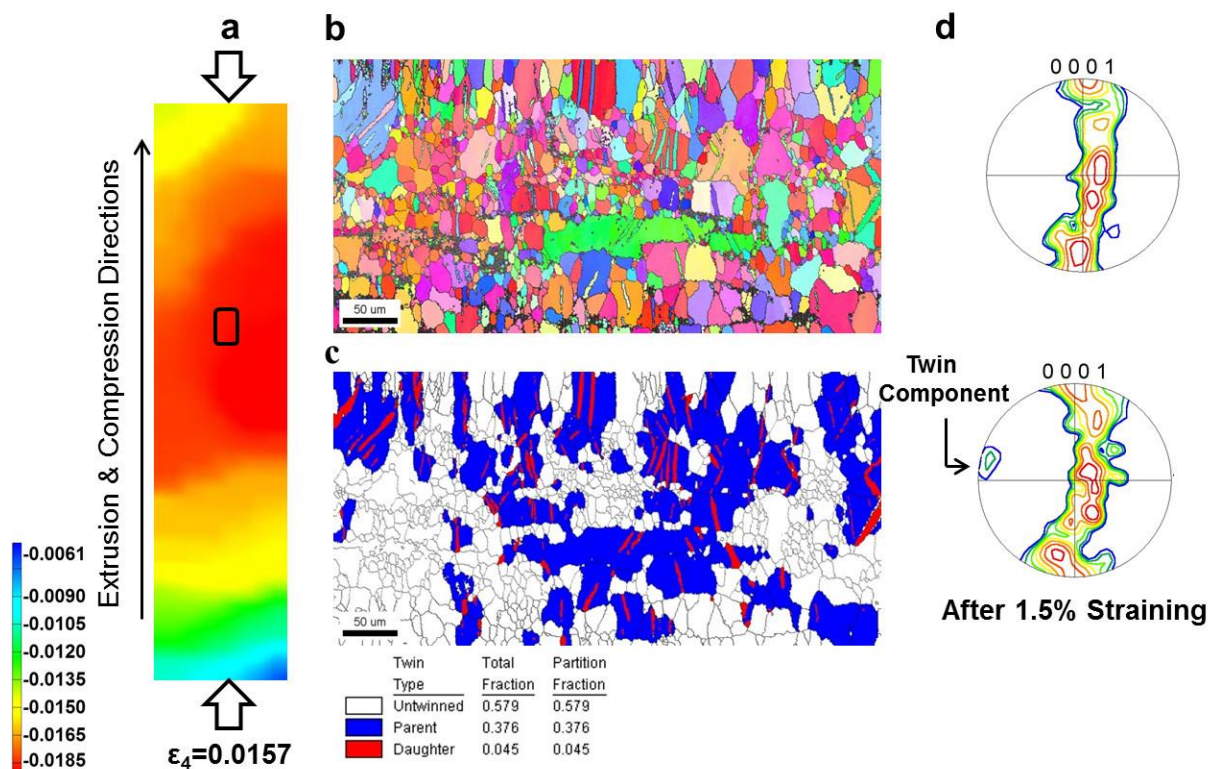 a
Extrusion & Compression Directions
-0.0061
-0.0090
-0.0105
-0.0120
-0.0135
-0.0150
-0.0165
-0.0185
ε4=0.0157
b
50 um
c
50 um
Twin Total Partition
Type Fraction Fraction
Untwinned 0.579 0.579
Parent 0.376 0.376
Daughter 0.045 0.045
d
0 0 0 1
Twin
Component
0 0 0 1
After 1.5% Straining